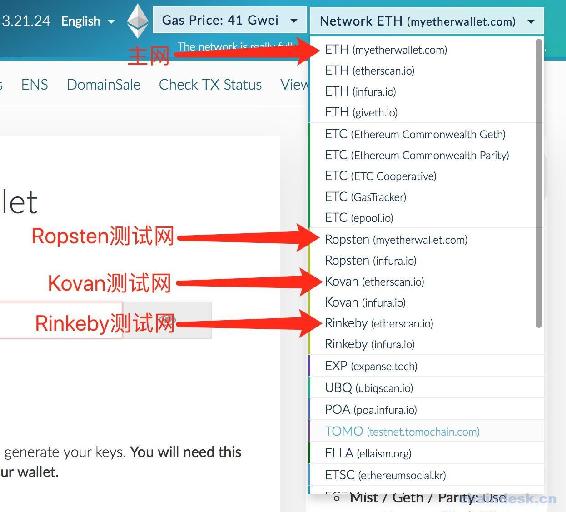 3.21.24 English Gas Price: 41 Gwei Network ETH (myetherwallet.com)
The network is really full
主网
ETH (myetherwallet.com)
ETH (etherscan.io)
ENS DomainSale Check TX Status View
ETH (infura.io)
ETH (giveth.io)
ETC (Ethereum Commonwealth Geth)
ETC (Ethereum Commonwealth Parity)
ETC (ETC Cooperative)
ETC (GasTracker)
let
ETC (epool.io)
Ropsten测试网
Ropsten (myetherwallet.com)
Ropsten (infura.io)
Kovan测试网
Kovan (etherscan.io)
Kovan (infura.io)
Rinkeby测试网
Rinkeby (etherscan.io)
Rinkeby (infura.io)
EXP (expanse.tech)
UBQ (ubiqscan.io)
POA (poa.infura.io)
TOMO (testnet.tomochain.com)
generate your keys. You will need this
ELLA (ellaism.org)
ur wallet.
ETSC (ethereumsocial.kr)
Mist / Geth / Parity: Use
chaindesk.cn